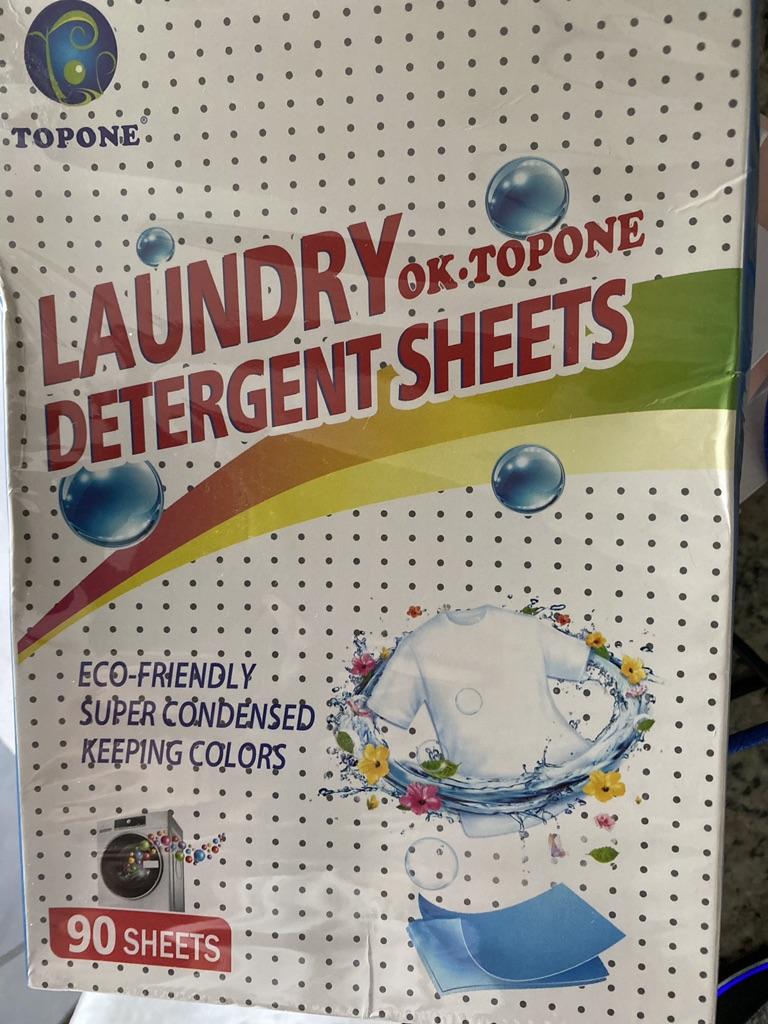 TOPONE®
LAUNDRY OK·TOPONE
DETERGENT SHEETS
ECO-FRIENDLY
SUPER CONDENSED
KEEPING COLORS
90 SHEETS